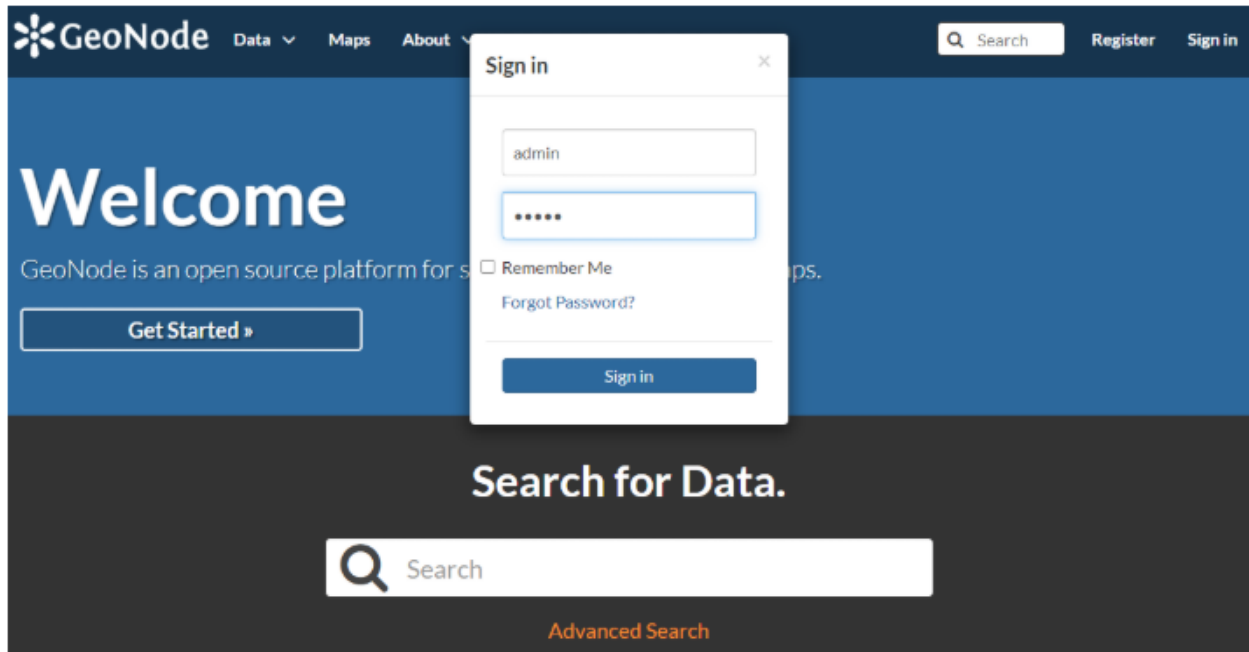 GeoNode Data Maps About Search Register Sign in
Sign in ×
admin
•••••
Welcome
GeoNode is an open source platform for s
ps.
Remember Me
Forgot Password?
Get Started »
Sign in
Search for Data.
Search
Advanced Search